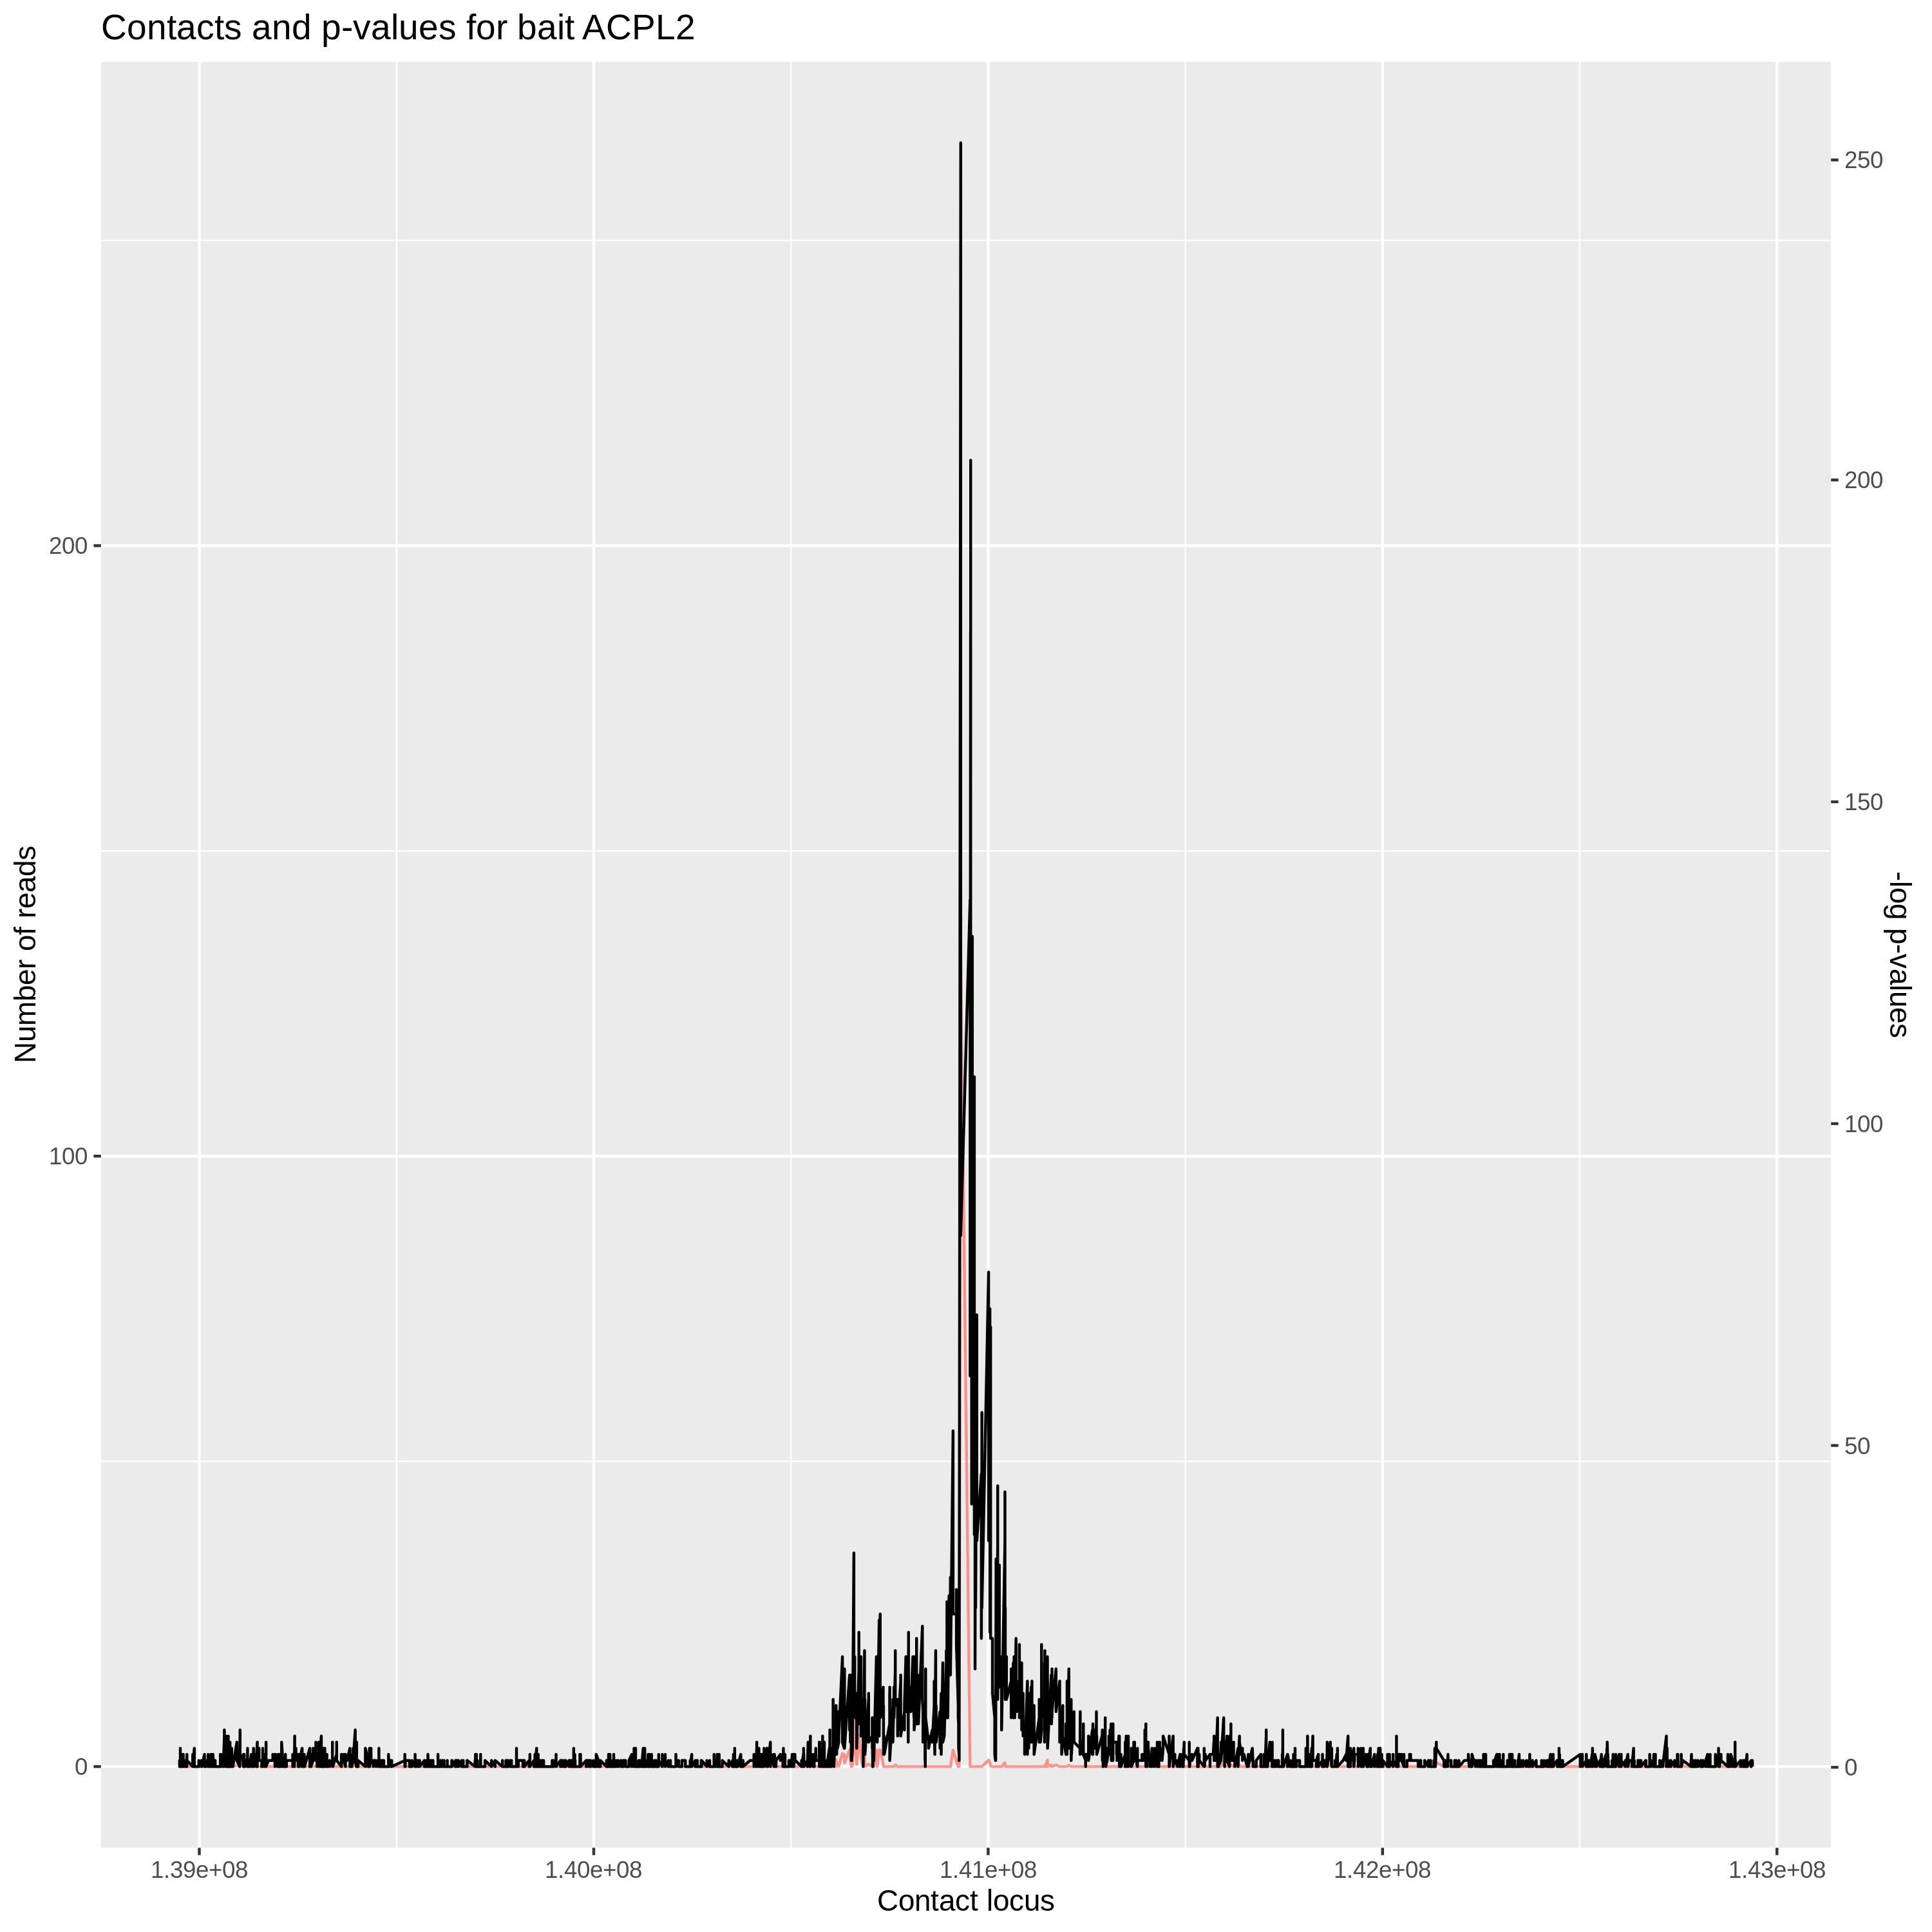 Contacts and p-values for bait ACPL2
Number of reads
200
100
0
250
200
150
100
50
0
-log p-values
1.39e+08 1.40e+08 1.41e+08 1.42e+08 1.43e+08
Contact locus